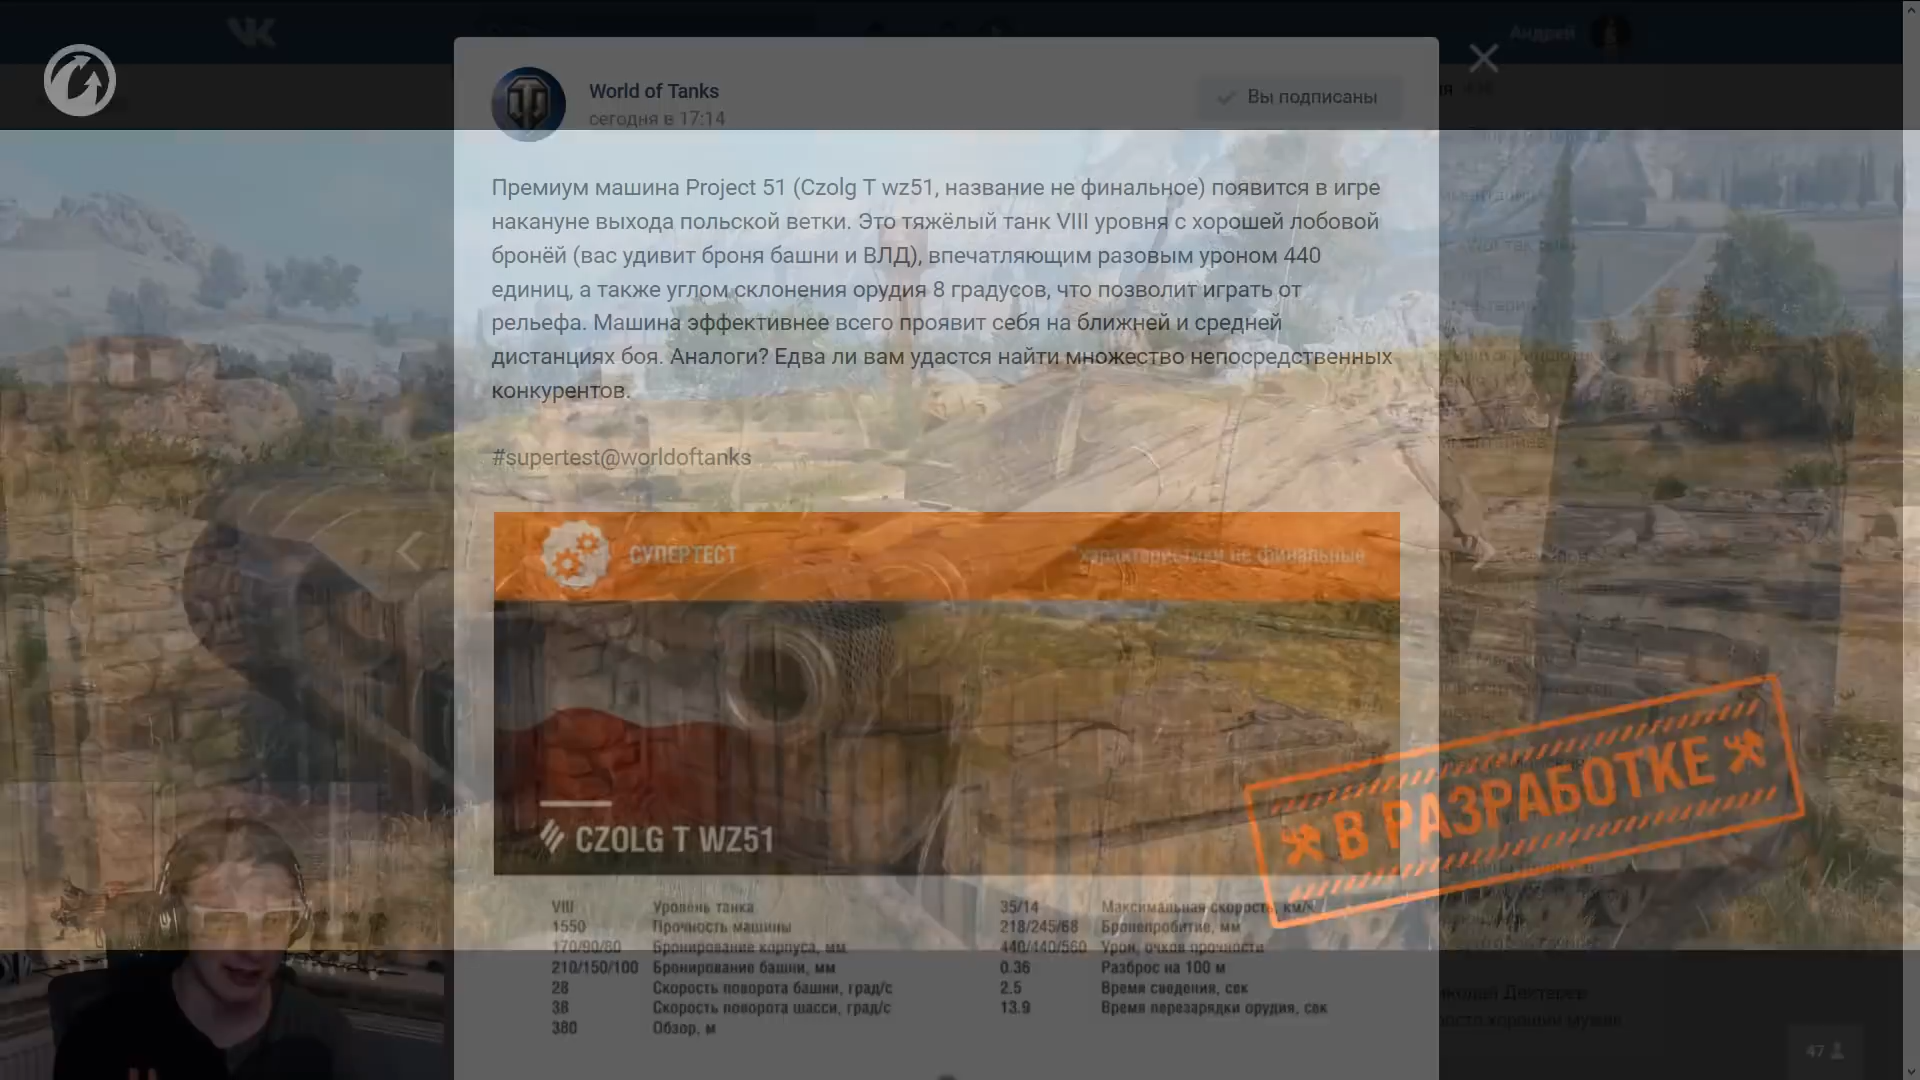 Андрей
World of Tanks
сегодня в 17:14
Вы подписаны
Премиум машина Project 51 (Czolg T wz51, название не финальное) появится в игре
накануне выхода польской ветки. Это тяжёлый танк VIII уровня с хорошей лобовой
бронёй (вас удивит броня башни и ВЛД), впечатляющим разовым уроном 440
единиц, а также углом склонения орудия 8 градусов, что позволит играть от
рельефа. Машина эффективнее всего проявит себя на ближней и средней
дистанциях боя. Аналоги? Едва ли вам удастся найти множество непосредственных
конкурентов.
#supertest@worldoftanks
СУПЕРТЕСТ
*характеристики не финальные
CZOLG T WZ51
В РАЗРАБОТКЕ
VIII Уровень танка
1550 Прочность машины
170/90/80 Бронирование корпуса, мм
210/150/100 Бронирование башни, мм
28 Скорость поворота башни, град/с
38 Скорость поворота шасси, град/с
380 Обзор, м
35/14 Максимальная скорость, км/ч
218/245/68 Бронепробитие, мм
440/440/560 Урон, очков прочности
0.36 Разброс на 100 м
2.5 Время сведения, сек
13.9 Время перезарядки орудия, сек
47